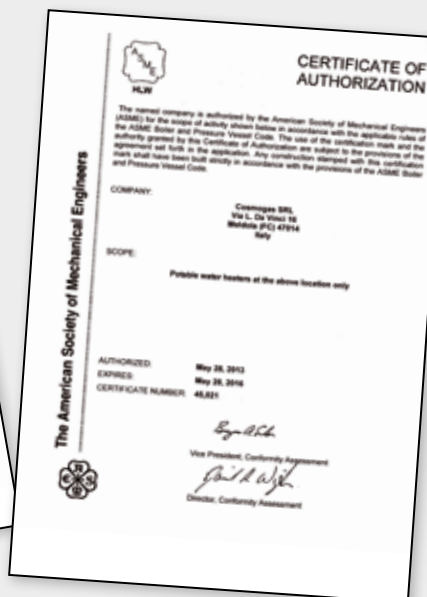 ASME
HLW
CERTIFICATE OF
AUTHORIZATION
The named company is authorized by the American Society of Mechanical Engineers
(ASME) for the scope of activity shown below in accordance with the applicable rules of
the ASME Boiler and Pressure Vessel Code. The use of the certification mark and the
authority granted by this Certificate of Authorization are subject to the provisions of the
agreement set forth in the application. Any construction stamped with this certification
mark shall have been built strictly in accordance with the provisions of the ASME Boiler
and Pressure Vessel Code.
COMPANY:
Cosmogas SRL
Via L. Da Vinci 16
Meldola (FC) 47014
Italy
SCOPE:
Potable water heaters at the above location only
AUTHORIZED: May 28, 2013
EXPIRES: May 28, 2016
CERTIFICATE NUMBER: 45,021
Vice President, Conformity Assessment
Director, Conformity Assessment
The American Society of Mechanical Engineers